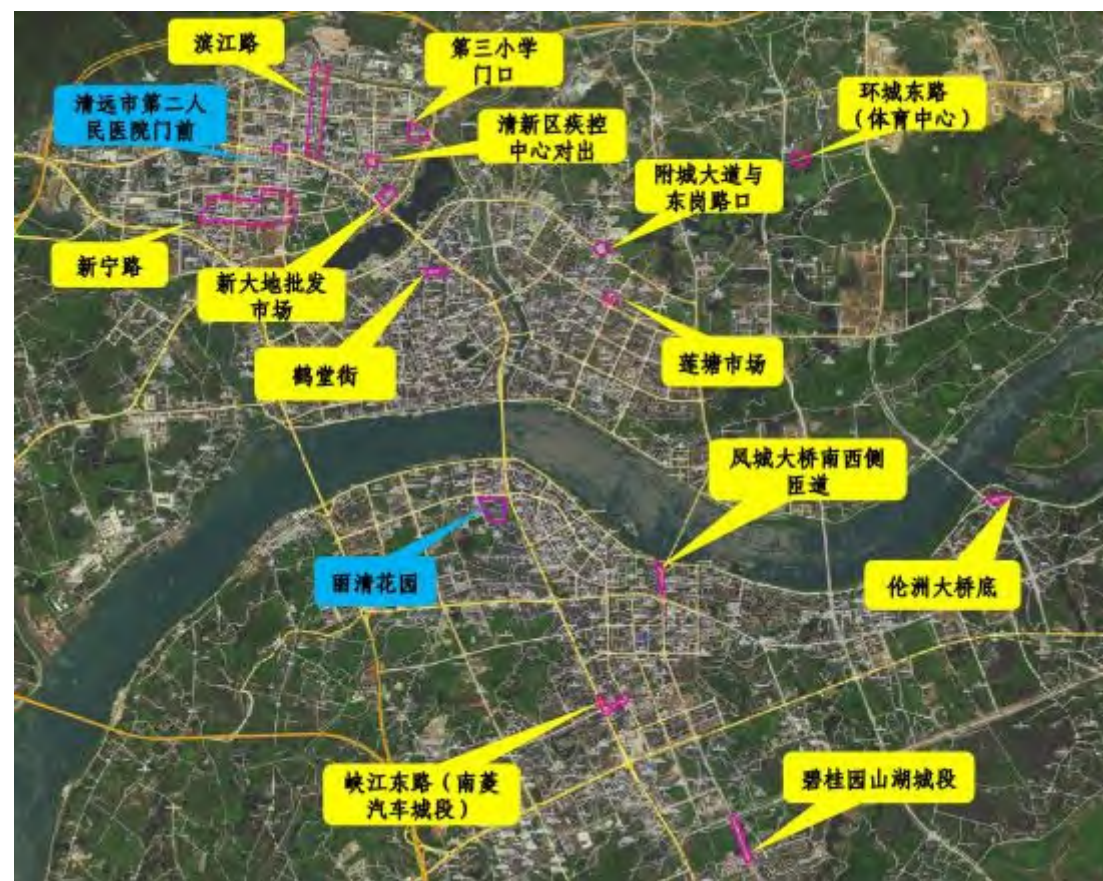 滨江路
第三小学
门口
清远市第二人
民医院门前
清新区疾控
中心对出
环城东路
（体育中心）
附城大道与
东岗路口
新宁路
新大地批发
市场
鹤堂街
莲塘市场
凤城大桥南西侧
匝道
丽清花园
伦洲大桥底
峡江东路（南菱
汽车城段）
碧桂园山湖城段